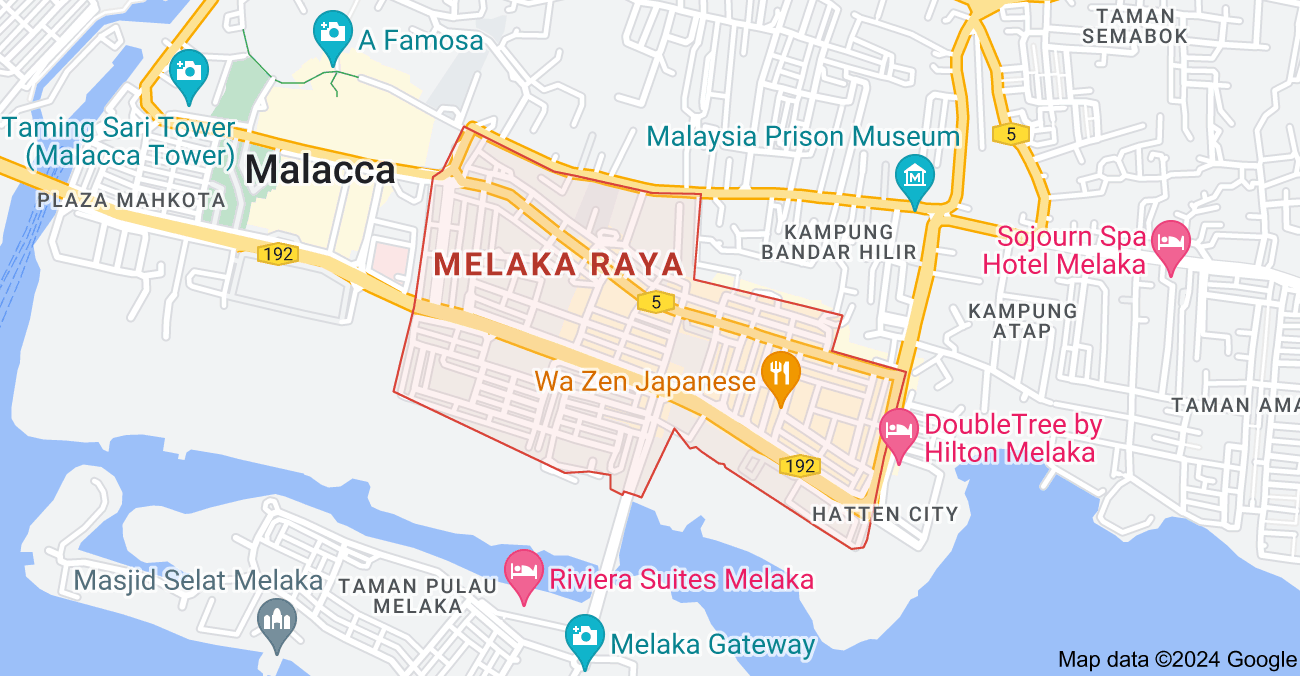 TAMAN
SEMABOK
A Famosa
Taming Sari Tower
(Malacca Tower)
Malacca
PLAZA MAHKOTA
Malaysia Prison Museum
5
KAMPUNG
BANDAR HILIR
Sojourn Spa
Hotel Melaka
192
MELAKA RAYA
5
KAMPUNG
ATAP
Wa Zen Japanese
TAMAN AMA
DoubleTree by
Hilton Melaka
192
HATTEN CITY
Masjid Selat Melaka
TAMAN PULAU
MELAKA
Riviera Suites Melaka
Melaka Gateway
Map data ©2024 Google